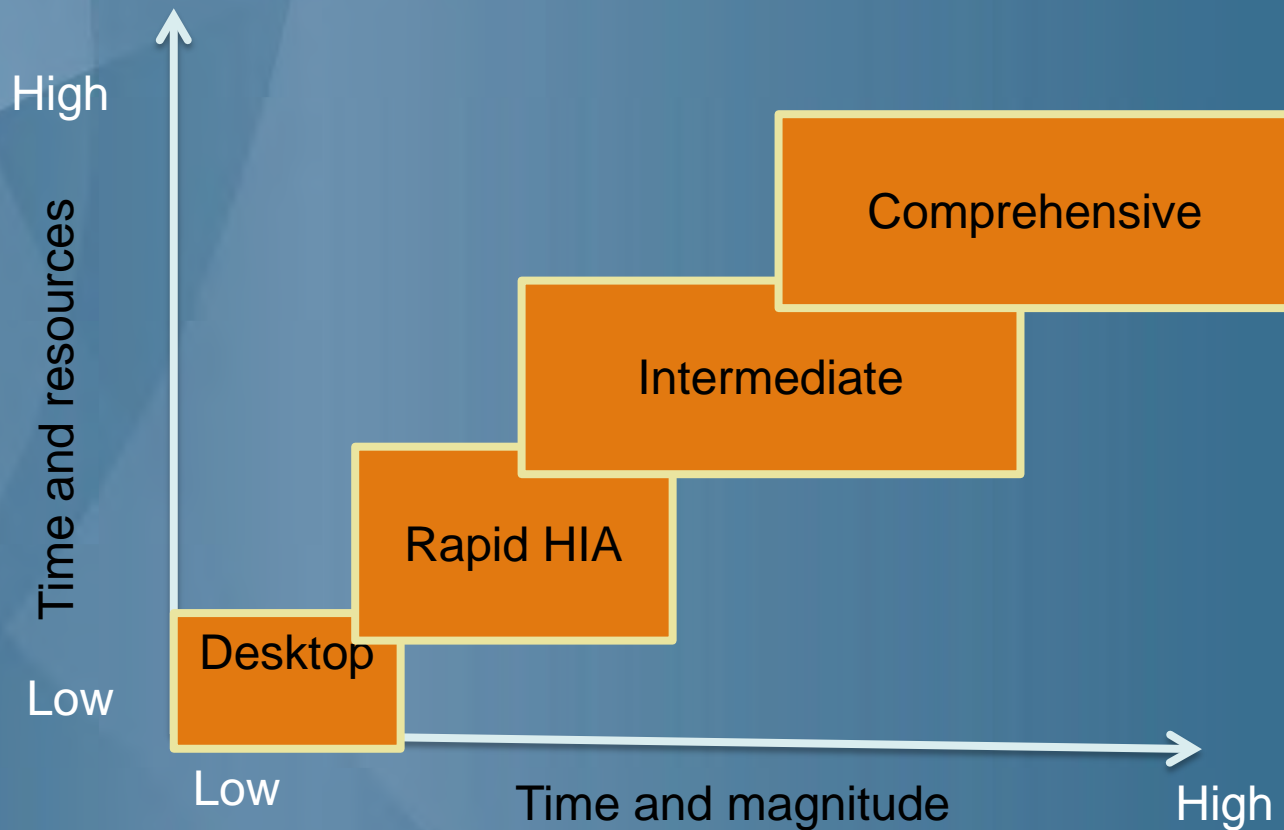 High
Time and resources
Comprehensive
Intermediate
Rapid HIA
Desktop
Low
Low
Time and magnitude
High